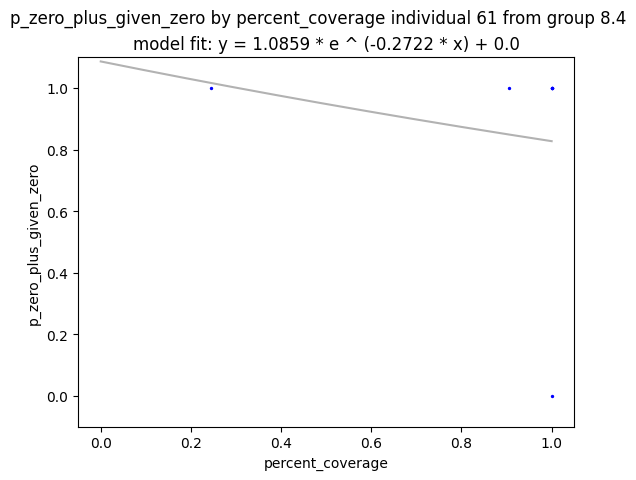 p_zero_plus_given_zero by percent_coverage individual 61 from group 8.4
model fit: y = 1.0859 * e ^ (-0.2722 * x) + 0.0
1.0
0.8
0.6
0.4
0.2
0.0
p_zero_plus_given_zero
0.0 0.2 0.4 0.6 0.8 1.0
percent_coverage